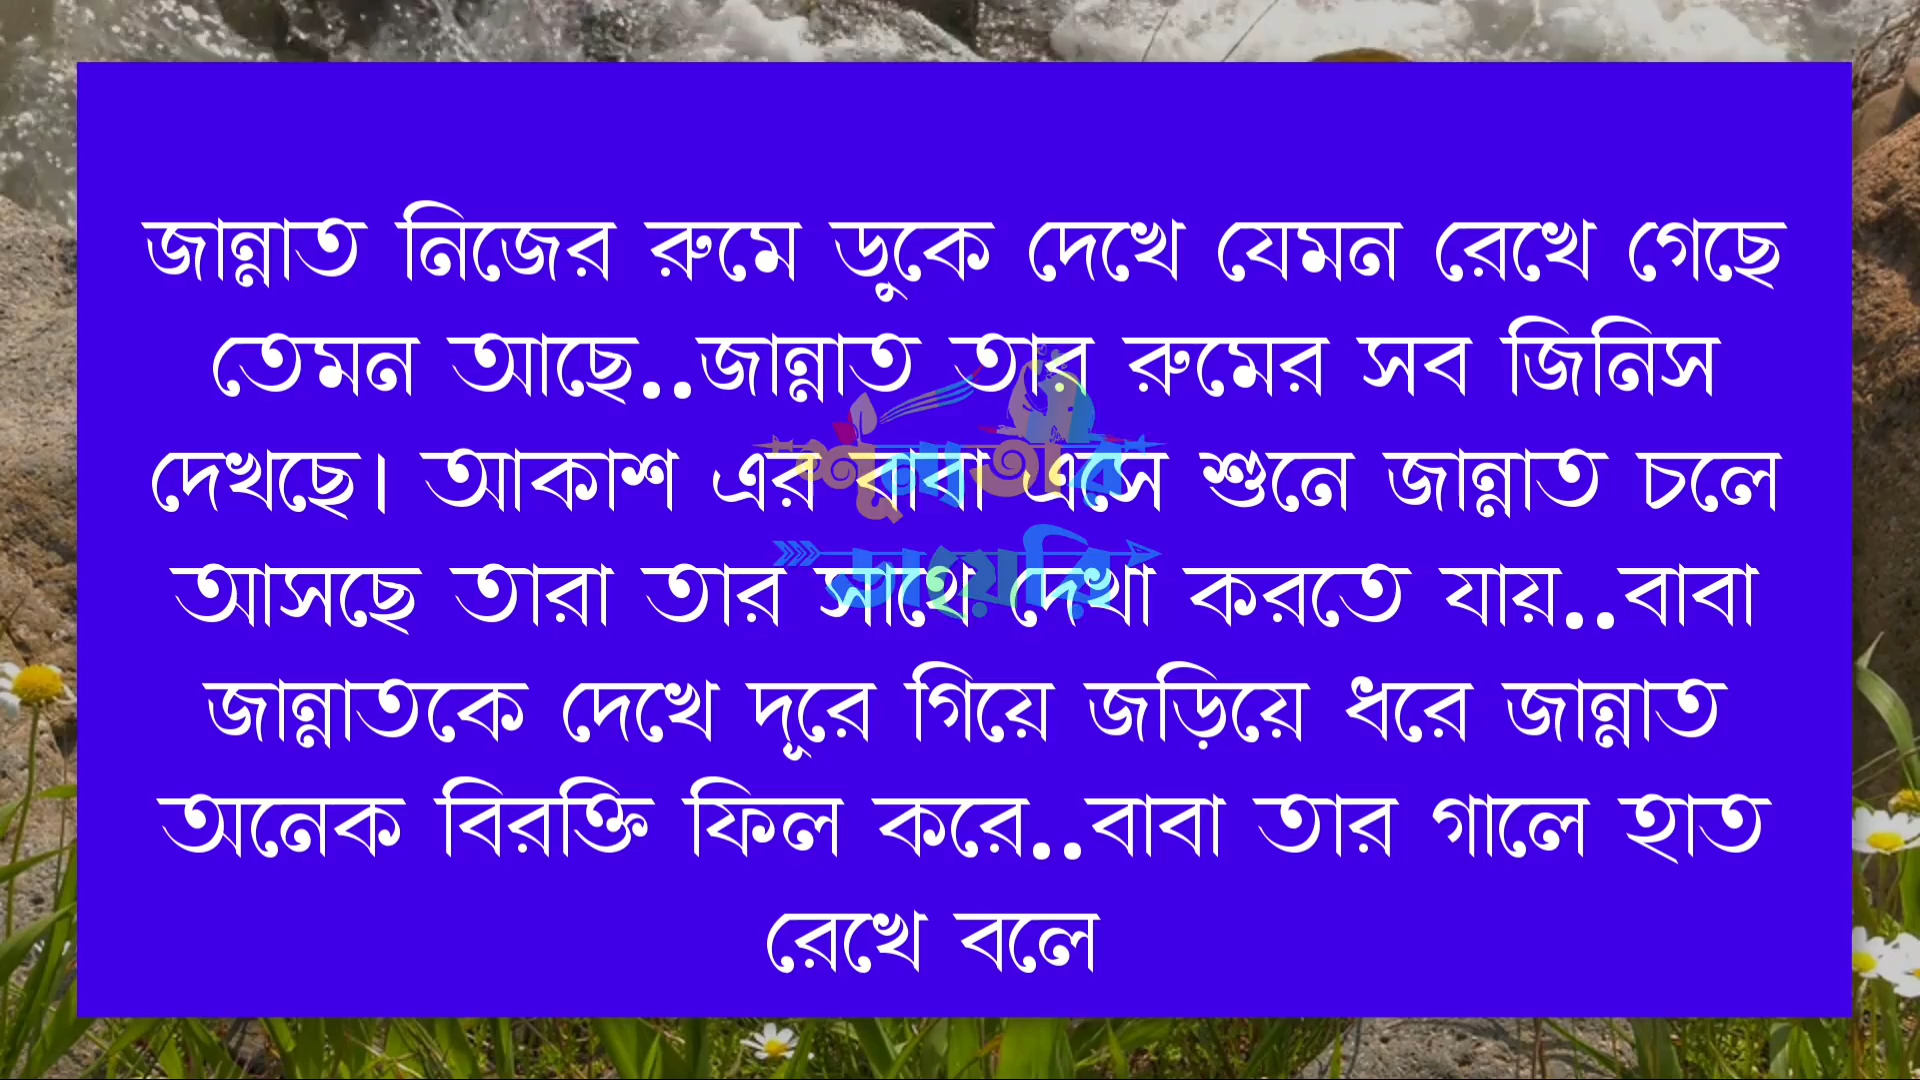 জান্নাত নিজের রুমে ডুকে দেখে যেমন রেখে গেছে
তেমন আছে..জান্নাত তার রুমের সব জিনিস
দেখছে। আকাশ এর বাবা এসে শুনে জান্নাত চলে
আসছে তারা তার সাথে দেখা করতে যায়..বাবা
জান্নাতকে দেখে দূরে গিয়ে জড়িয়ে ধরে জান্নাত
অনেক বিরক্তি ফিল করে..বাবা তার গালে হাত
রেখে বলে
ডায়েরি